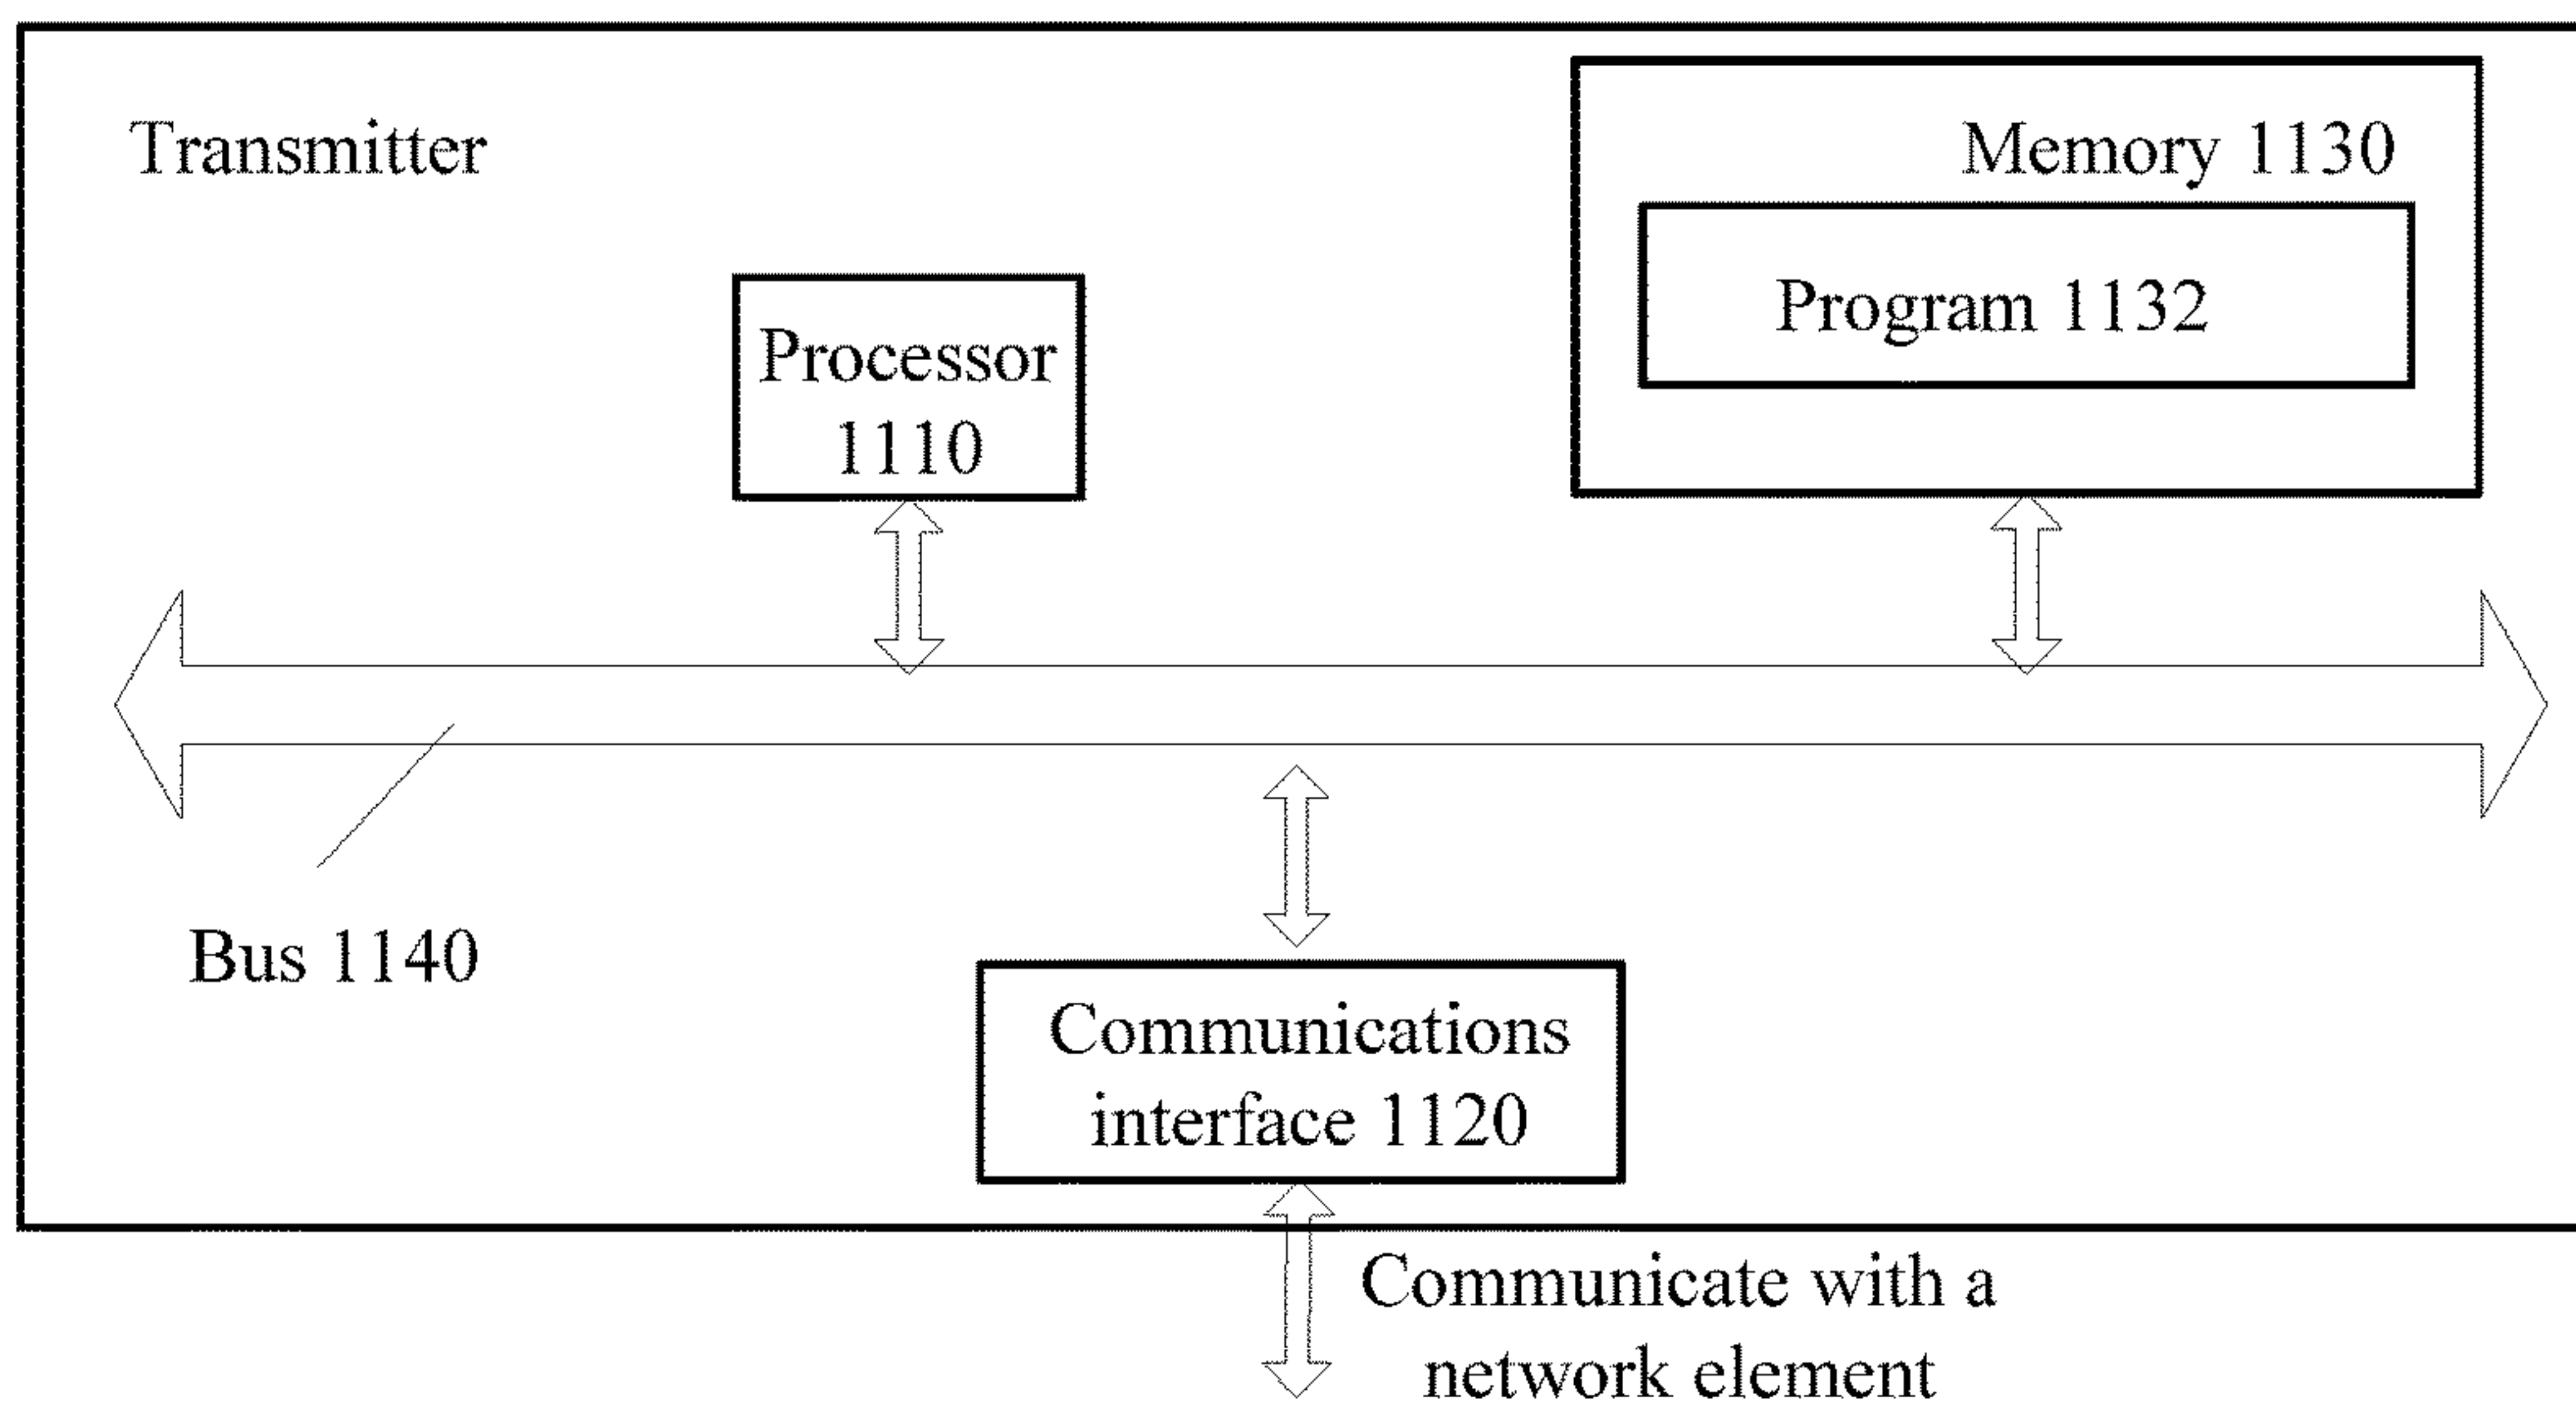 Transmitter
Memory 1130
Program 1132
Processor
1110
Bus 1140
Communications
interface 1120
Communicate with a
network element